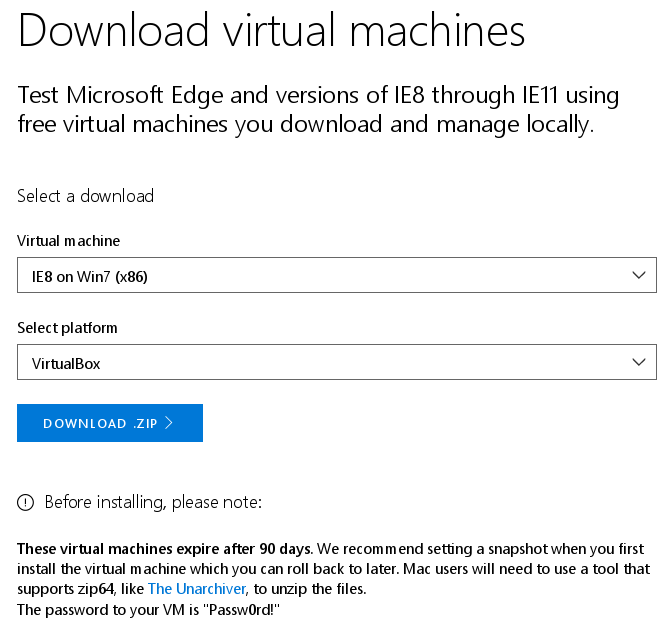 Download virtual machines
Test Microsoft Edge and versions of IE8 through IE11 using
free virtual machines you download and manage locally.
Select a download
Virtual machine
IE8 on Win7 (x86)
Select platform
VirtualBox
DOWNLOAD .ZIP
Before installing, please note:
These virtual machines expire after 90 days. We recommend setting a snapshot when you first
install the virtual machine which you can roll back to later. Mac users will need to use a tool that
supports zip64, like The Unarchiver, to unzip the files.
The password to your VM is "Passw0rd!"